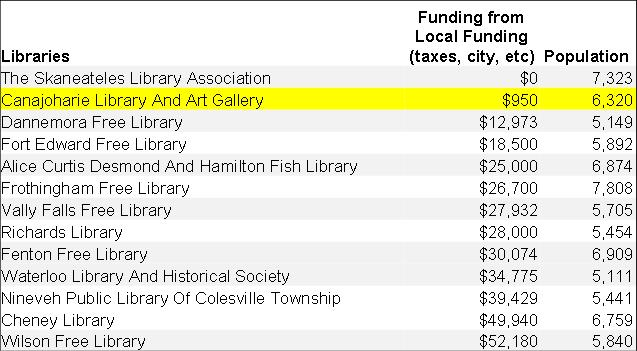 Funding from
Local Funding
Libraries (taxes, city, etc) Population
The Skaneateles Library Association $0 7,323
Canajoharie Library And Art Gallery $950 6,320
Dannemora Free Library $12,973 5,149
Fort Edward Free Library $18,500 5,892
Alice Curtis Desmond And Hamilton Fish Library $25,000 6,874
Frothingham Free Library $26,700 7,808
Vally Falls Free Library $27,932 5,705
Richards Library $28,000 5,454
Fenton Free Library $30,074 6,909
Waterloo Library And Historical Society $34,775 5,111
Nineveh Public Library Of Colesville Township $39,429 5,441
Cheney Library $49,940 6,759
Wilson Free Library $52,180 5,840